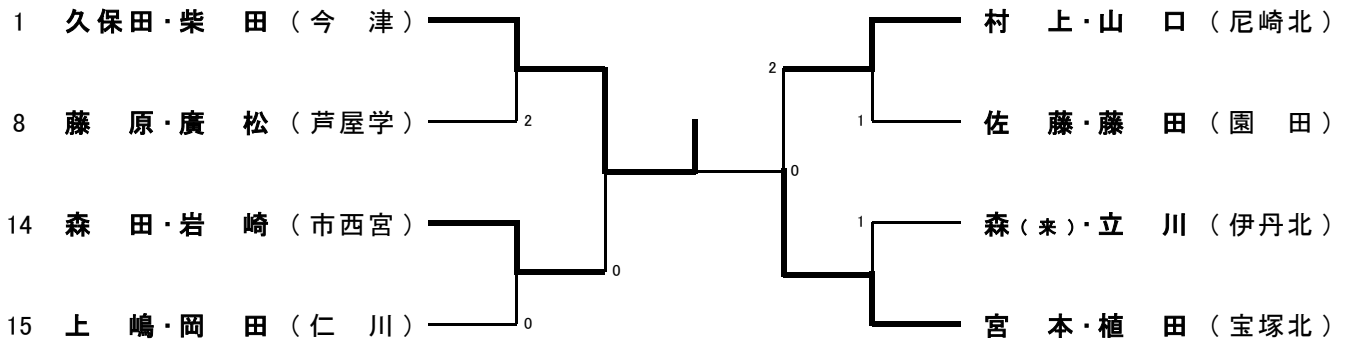 1 久保田・柴 田 （ 今 津 ） 村 上・山 口 （ 尼崎北 ）
2
8 藤 原・廣 松 （ 芦屋学 ） 2 1 佐 藤・藤 田 （ 園 田 ）
0
14 森 田・岩 崎 （ 市西宮 ） 1 森（ 来 ）・立 川 （ 伊丹北 ）
0
15 上 嶋・岡 田 （ 仁 川 ） 0 宮 本・植 田 （ 宝塚北 ）